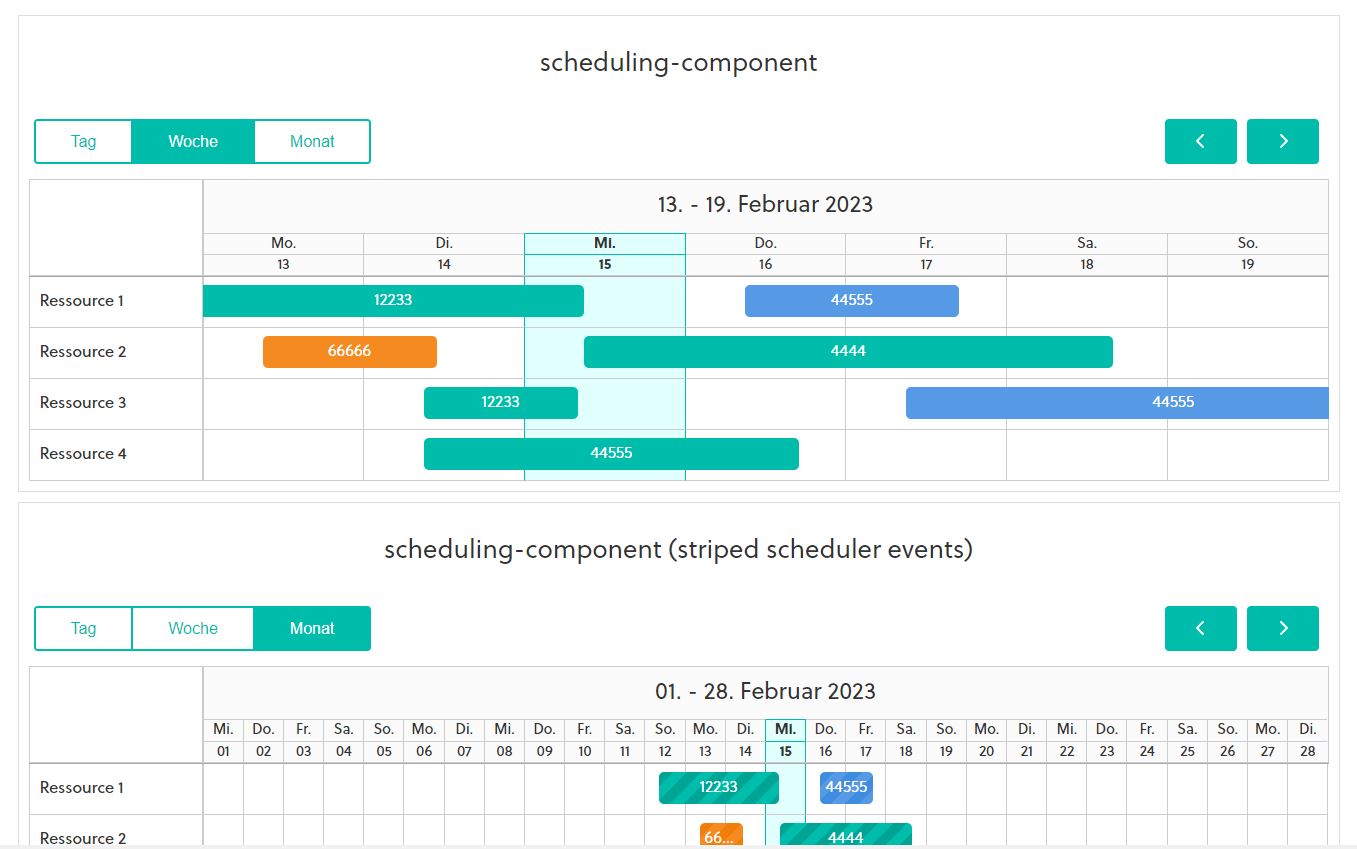 scheduling-component
Tag Woche Monat
13. - 19. Februar 2023
Mo. Di. Mi. Do. Fr. Sa. So.
13 14 15 16 17 18 19
Ressource 1 12233 44555
Ressource 2 66666 4444
Ressource 3 12233 44555
Ressource 4 44555
scheduling-component (striped scheduler events)
Tag Woche Monat
01. - 28. Februar 2023
Mi. Do. Fr. Sa. So. Mo. Di. Mi. Do. Fr. Sa. So. Mo. Di. Mi. Do. Fr. Sa. So. Mo. Di. Mi. Do. Fr. Sa. So. Mo. Di.
01 02 03 04 05 06 07 08 09 10 11 12 13 14 15 16 17 18 19 20 21 22 23 24 25 26 27 28
Ressource 1 12233 44555
Ressource 2 66... 4444